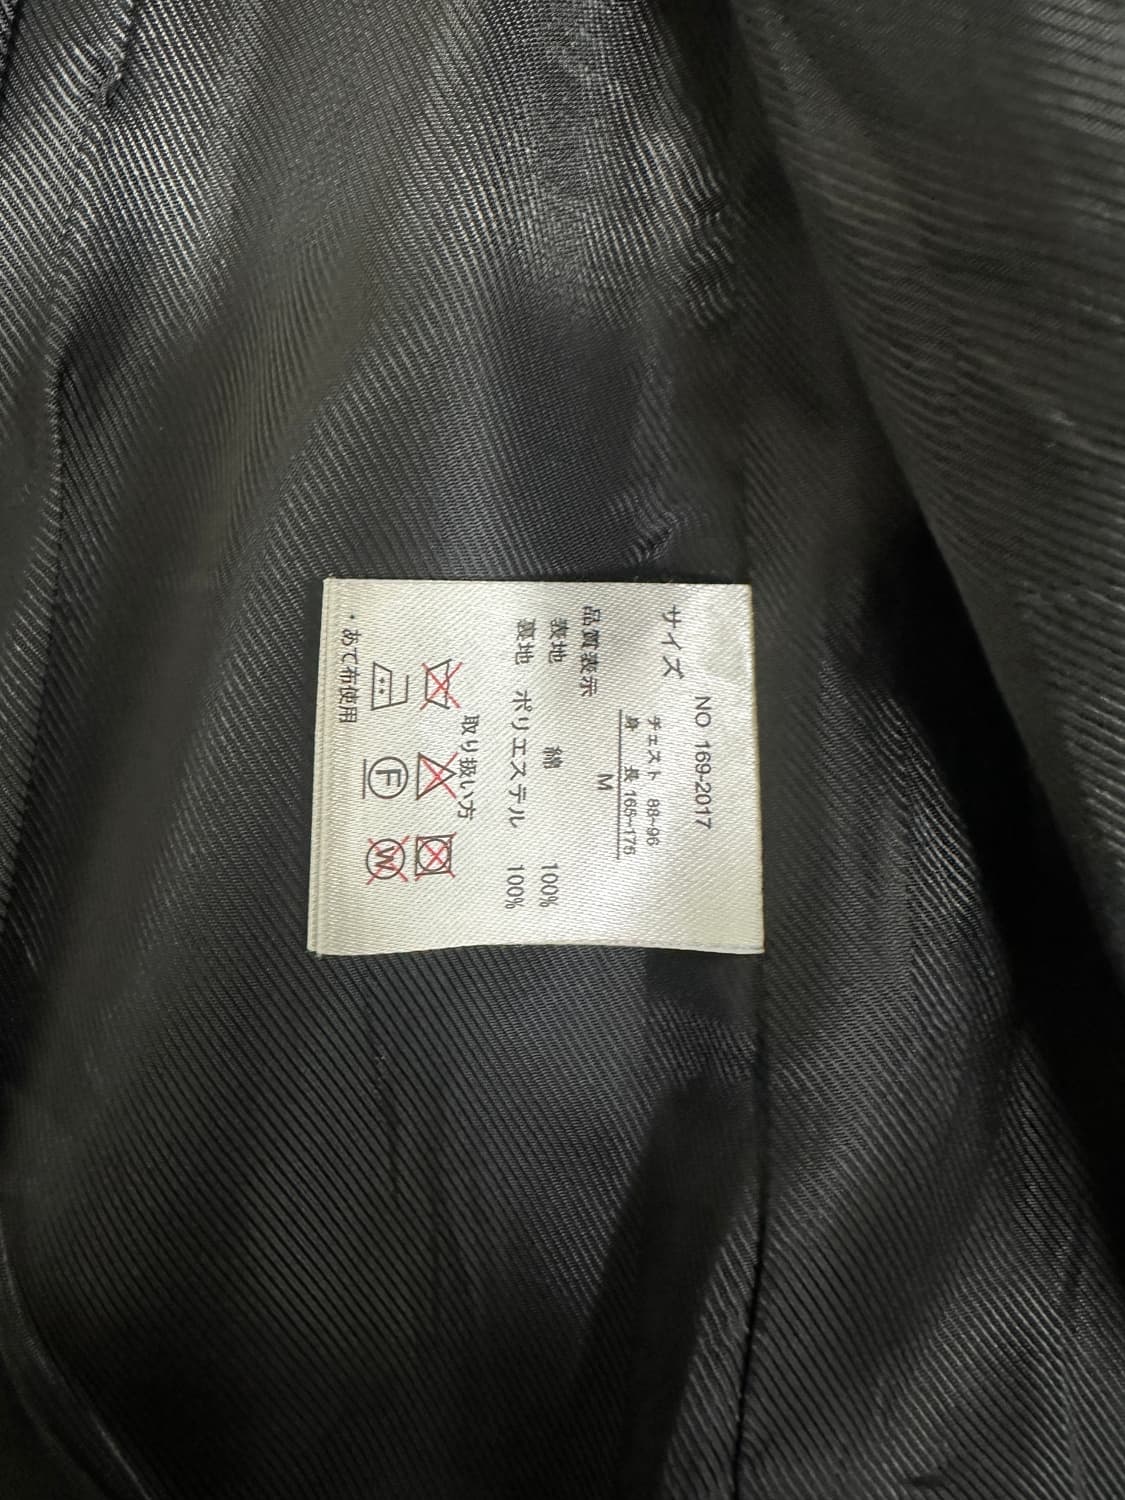 NO 169-2017
サイズ
チェスト 88~96
身 長 165~175
M
品質表示
表地 綿 100%
裏地 ポリエステル 100%
取り扱い方
F
W
・あて布使用